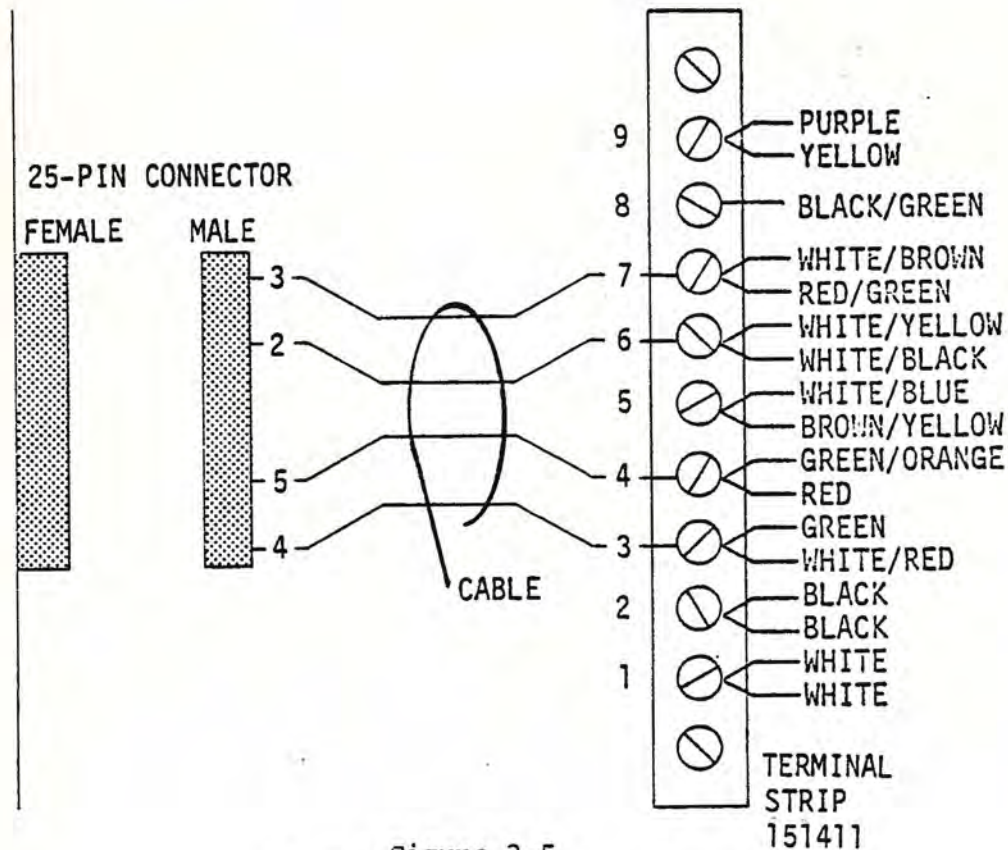 25-PIN CONNECTOR
FEMALE
MALE
3
2
5
4
CABLE
9
8
7
6
5
4
3
2
1
PURPLE
YELLOW
BLACK/GREEN
WHITE/BROWN
RED/GREEN
WHITE/YELLOW
WHITE/BLACK
WHITE/BLUE
BROWN/YELLOW
GREEN/ORANGE
RED
GREEN
WHITE/RED
BLACK
BLACK
WHITE
WHITE
TERMINAL
STRIP
151411